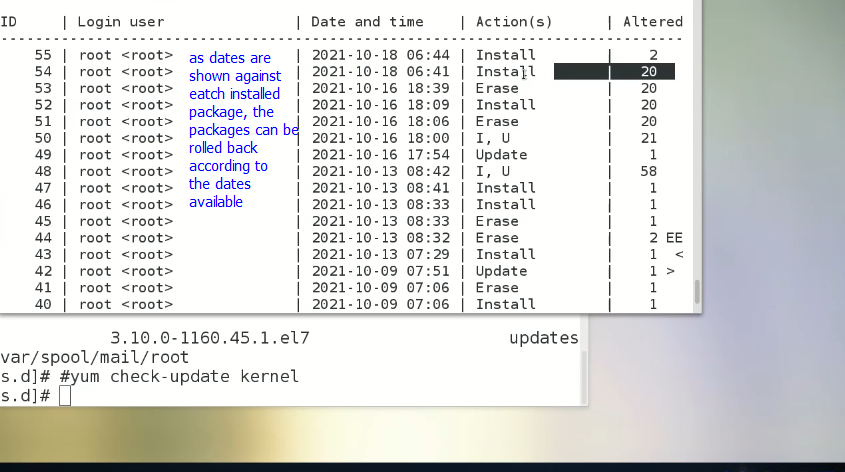 ID | Login user | Date and time | Action(s) | Altered
-------------------------------------------------------------------------------
55 | root <root> | 2021-10-18 06:44 | Install | 2
54 | root <root> | 2021-10-18 06:41 | Install | 20
53 | root <root> | 2021-10-16 18:39 | Erase | 20
52 | root <root> | 2021-10-16 18:09 | Install | 20
51 | root <root> | 2021-10-16 18:06 | Erase | 20
50 | root <root> | 2021-10-16 18:00 | I, U | 21
49 | root <root> | 2021-10-16 17:54 | Update | 1
48 | root <root> | 2021-10-13 08:42 | I, U | 58
47 | root <root> | 2021-10-13 08:41 | Install | 1
46 | root <root> | 2021-10-13 08:33 | Install | 1
45 | root <root> | 2021-10-13 08:33 | Erase | 1
44 | root <root> | 2021-10-13 08:32 | Erase | 2 EE
43 | root <root> | 2021-10-13 07:29 | Install | 1 <
42 | root <root> | 2021-10-09 07:51 | Update | 1 >
41 | root <root> | 2021-10-09 07:06 | Erase | 1
40 | root <root> | 2021-10-09 07:06 | Install | 1
as dates are
shown against
eatch installed
package, the
packages can be
rolled back
according to
the dates
available
3.10.0-1160.45.1.el7 updates
var/spool/mail/root
s.d]# #yum check-update kernel
s.d]#